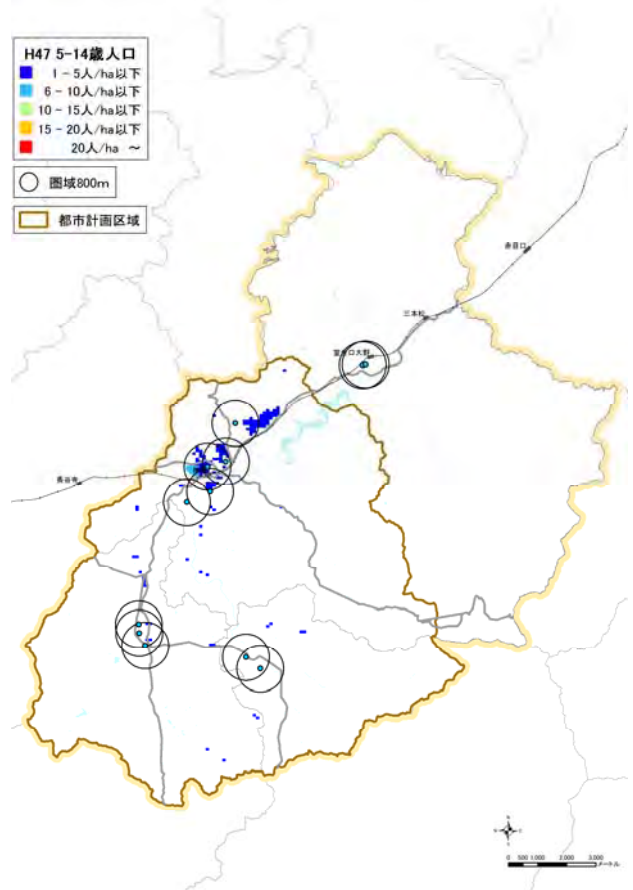 H47 5-14歳人口
1 - 5人/ha以下
6 - 10人/ha以下
10 - 15人/ha以下
15 - 20人/ha以下
20人/ha ～
圏域800m
都市計画区域
赤目口
三本松
室生口大野
長谷寺
N
0 500 1,000 2,000 3,000
メートル